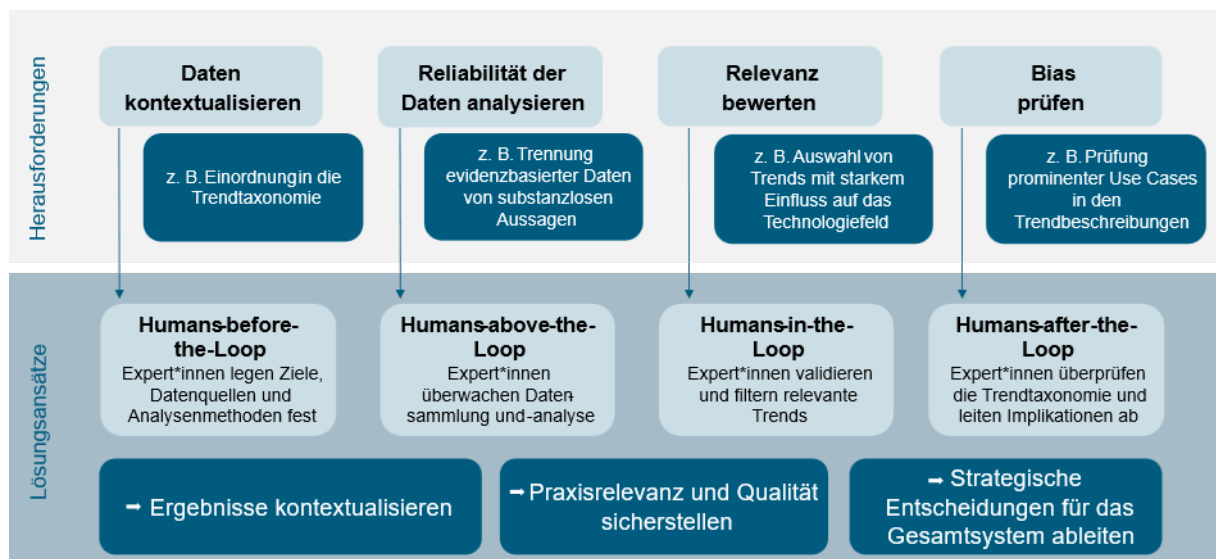 Herausforderungen
Daten
kontextualisieren
z. B. Einordnung in die
Trendtaxonomie
Reliabilität der
Daten analysieren
z. B. Trennung
evidenzbasierter Daten
von substanzlosen
Aussagen
Relevanz
bewerten
z. B. Auswahl von
Trends mit starkem
Einfluss auf das
Technologiefeld
Bias
prüfen
z. B. Prüfung
prominenter Use Cases
in den
Trendbeschreibungen
Lösungsansätze
Humans-before-
the-Loop
Expert*innen legen Ziele,
Datenquellen und
Analysenmethoden fest
Humans-above-the-
Loop
Expert*innen
überwachen Daten-
sammlung und-analyse
Humans-in-the-
Loop
Expert*innen validieren
und filtern relevante
Trends
Humans-after-the-
Loop
Expert*innen überprüfen
die Trendtaxonomie und
leiten Implikationen ab
➡ Ergebnisse kontextualisieren
➡ Praxisrelevanz und Qualität
sicherstellen
➡ Strategische
Entscheidungen für das
Gesamtsystem ableiten